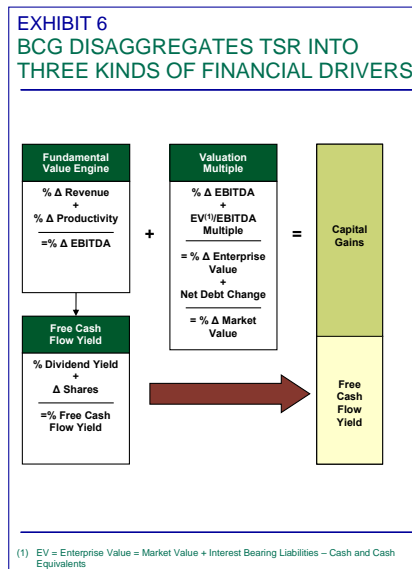 EXHIBIT 6
BCG DISAGGREGATES TSR INTO
THREE KINDS OF FINANCIAL DRIVERS
Fundamental
Value Engine
% Δ Revenue
+
% Δ Productivity
=% Δ EBITDA
+
Valuation
Multiple
% Δ EBITDA
+
EV(1)/EBITDA
Multiple
= % Δ Enterprise
Value
+
Net Debt Change
= % Δ Market
Value
=
Capital
Gains
Free Cash
Flow Yield
% Dividend Yield
+
Δ Shares
=% Free Cash
Flow Yield
Free
Cash
Flow
Yield
(1) EV = Enterprise Value = Market Value + Interest Bearing Liabilities – Cash and Cash
Equivalents